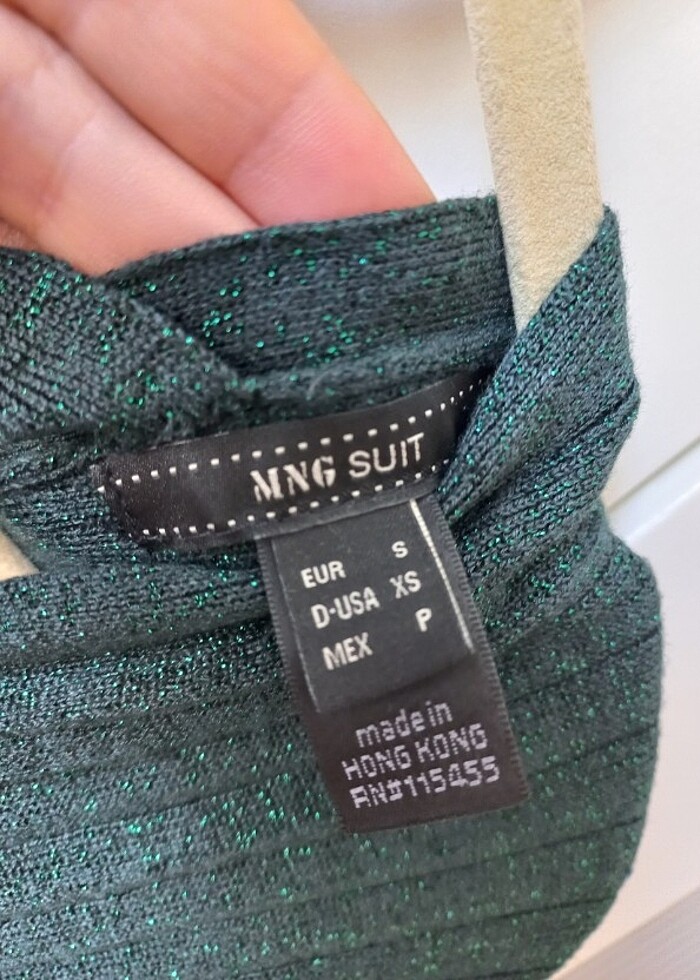 MNG SUIT
EUR S
D-USA XS
MEX P
made in
HONG KONG
RN#115455